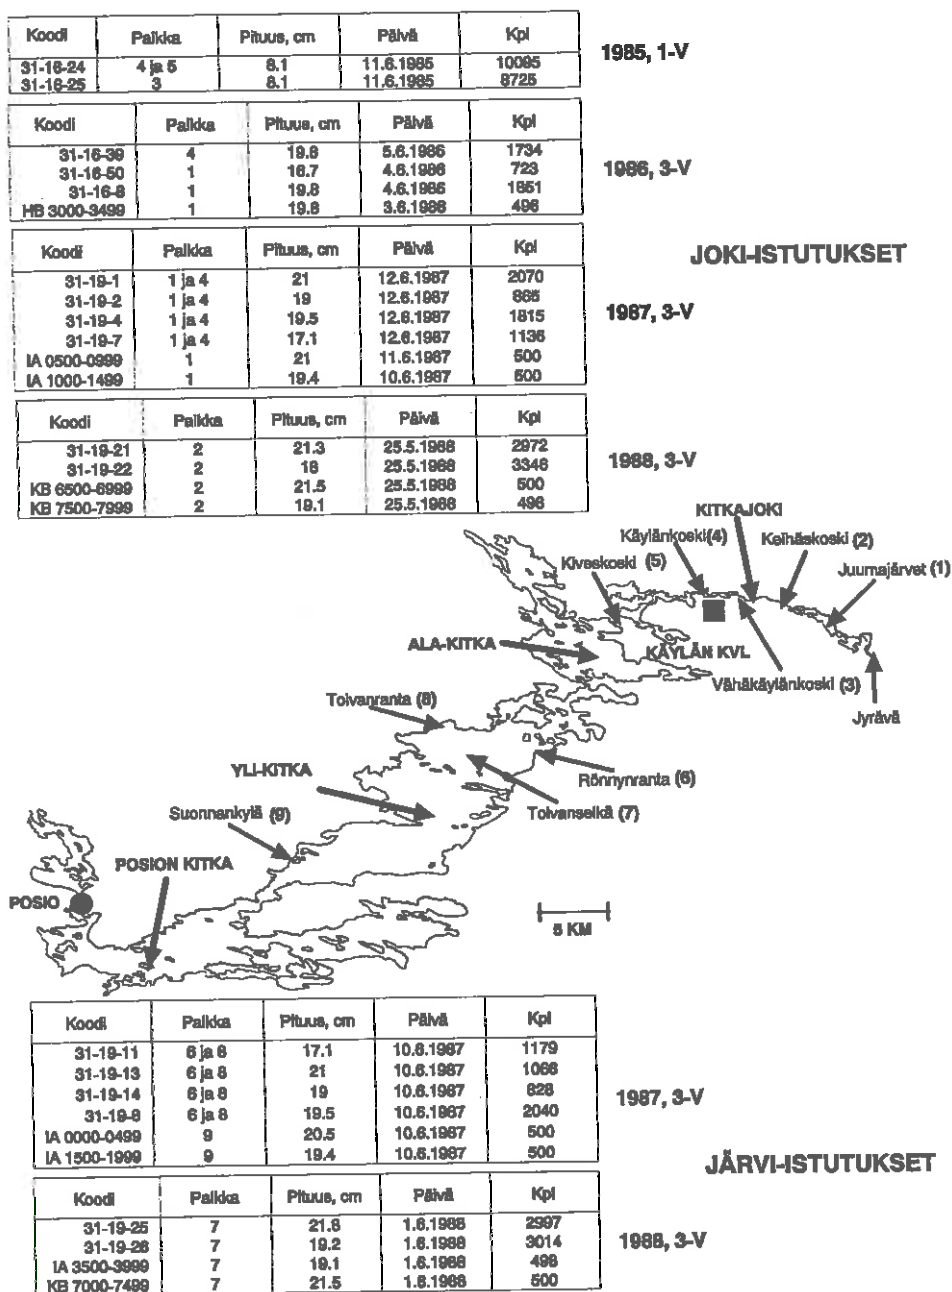 Koodi Paikka Pituus, cm Päivä Kpl
31-16-24 4 ja 5 8.1 11.6.1985 10085
31-16-25 3 8.1 11.6.1985 8725
1985, 1-V
Koodi Paikka Pituus, cm Päivä Kpl
31-16-39 4 19.8 5.6.1986 1734
31-16-50 1 16.7 4.6.1986 723
31-16-8 1 19.8 4.6.1986 1851
HB 3000-3499 1 19.8 3.6.1986 498
1986, 3-V
JOKI-ISTUTUKSET
Koodi Paikka Pituus, cm Päivä Kpl
31-19-1 1 ja 4 21 12.6.1987 2070
31-19-2 1 ja 4 19 12.6.1987 865
31-19-4 1 ja 4 19.5 12.6.1987 1815
31-19-7 1 ja 4 17.1 12.6.1987 1136
IA 0500-0999 1 21 11.6.1987 500
IA 1000-1499 1 19.4 10.6.1987 500
1987, 3-V
Koodi Paikka Pituus, cm Päivä Kpl
31-19-21 2 21.3 25.5.1988 2972
31-19-22 2 18 25.5.1988 3348
KB 6500-6999 2 21.5 25.5.1988 500
KB 7500-7999 2 19.1 25.5.1988 498
1988, 3-V
KITKAJOKI
Käylänkoski (4)
Keihäskoski (2)
Kiveskoski (5)
Juumajärvet (1)
ALA-KITKA
KÄYLÄN KVL
Vähäkäylänkoski (3)
Jyrävä
Toivanranta (8)
Rönnynranta (6)
YLI-KITKA
Toivanselkä (7)
Suonnankylä (9)
POSION KITKA
POSIO
5 KM
Koodi Paikka Pituus, cm Päivä Kpl
31-19-11 6 ja 8 17.1 10.6.1987 1179
31-19-13 6 ja 8 21 10.6.1987 1066
31-19-14 6 ja 8 19 10.6.1987 828
31-19-8 6 ja 8 19.5 10.6.1987 2040
IA 0000-0499 9 20.5 10.6.1987 500
IA 1500-1999 9 19.4 10.6.1987 500
1987, 3-V
JÄRVI-ISTUTUKSET
Koodi Paikka Pituus, cm Päivä Kpl
31-19-25 7 21.8 1.6.1988 2997
31-19-26 7 19.2 1.6.1988 3014
IA 3500-3999 7 19.1 1.6.1988 498
KB 7000-7499 7 21.5 1.6.1988 500
1988, 3-V